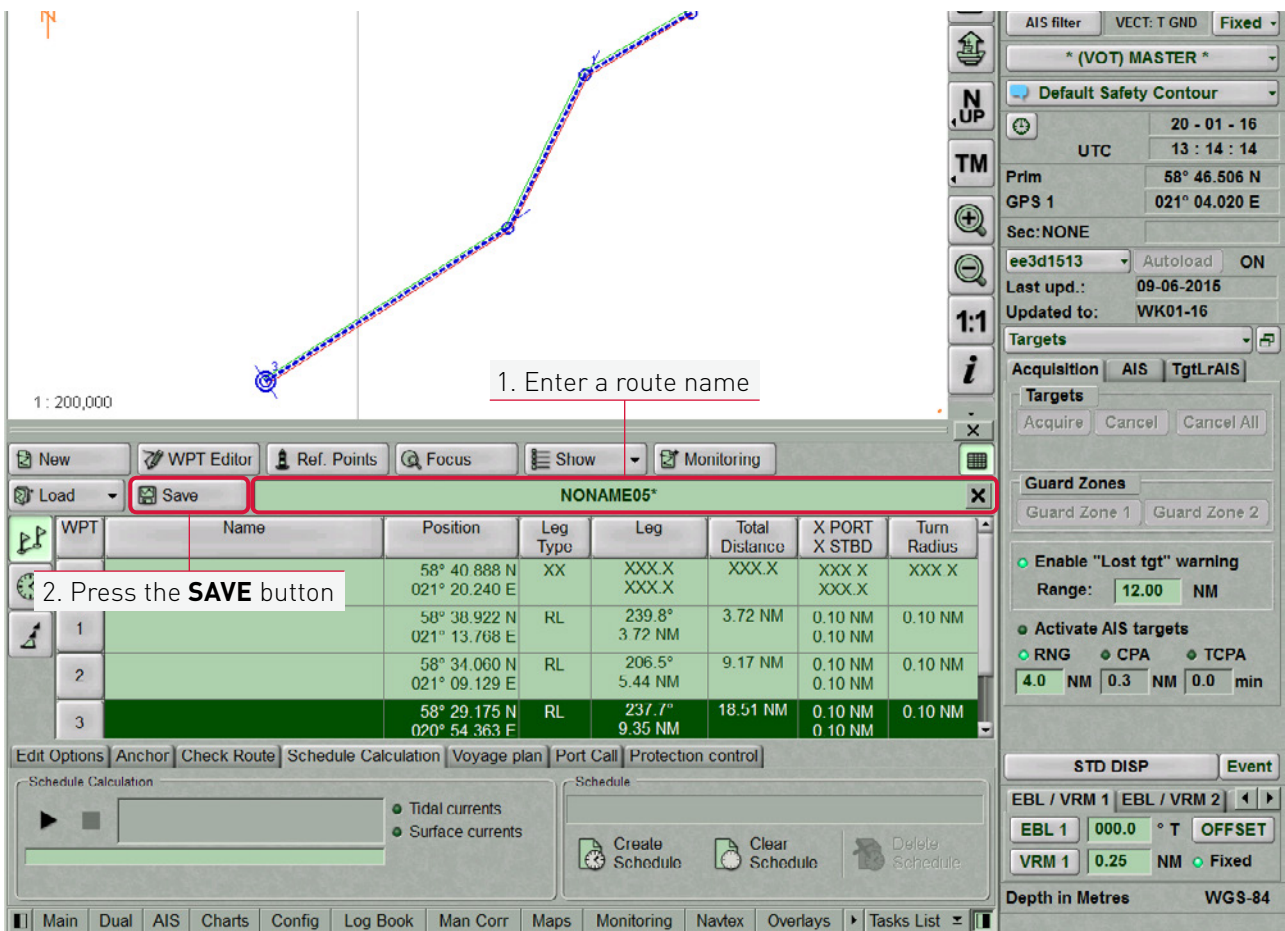 N
AIS filter VECT: T GND Fixed
* (VOT) MASTER *
Default Safety Contour
20 - 01 - 16
UTC 13 : 14 : 14
Prim 58° 46.506 N
GPS 1 021° 04.020 E
Sec: NONE
ee3d1513 Autoload ON
Last upd.: 09-06-2015
Updated to: WK01-16
Targets
Acquisition AIS TgtLrAIS
Targets
Acquire Cancel Cancel All
Guard Zones
Guard Zone 1 Guard Zone 2
Enable "Lost tgt" warning
Range: 12.00 NM
Activate AIS targets
RNG CPA TCPA
4.0 NM 0.3 NM 0.0 min
STD DISP Event
EBL / VRM 1 EBL / VRM 2
EBL 1 000.0 ° T OFFSET
VRM 1 0.25 NM Fixed
Depth in Metres WGS-84
N
UP
TM
1:1
i
3
1 : 200,000
1. Enter a route name
New WPT Editor Ref. Points Focus Show Monitoring
Load Save NONAME05* X
WPT Name Position Leg Type Leg Total Distance X PORT X STBD Turn Radius
58° 40.888 N XX XXX.X XXX.X XXX X XXX X
021° 20.240 E XXX.X XXX.X
2. Press the SAVE button
1 58° 38.922 N RL 239.8° 3.72 NM 0.10 NM 0.10 NM
021° 13.768 E 3.72 NM 0.10 NM
2 58° 34.060 N RL 206.5° 9.17 NM 0.10 NM 0.10 NM
021° 09.129 E 5.44 NM 0.10 NM
3 58° 29.175 N RL 237.7° 18.51 NM 0.10 NM 0.10 NM
020° 54.363 E 9.35 NM 0.10 NM
Edit Options Anchor Check Route Schedule Calculation Voyage plan Port Call Protection control
Schedule Calculation Schedule
Tidal currents
Surface currents
Create Schedule Clear Schedule Delete Schedule
Main Dual AIS Charts Config Log Book Man Corr Maps Monitoring Navtex Overlays Tasks List